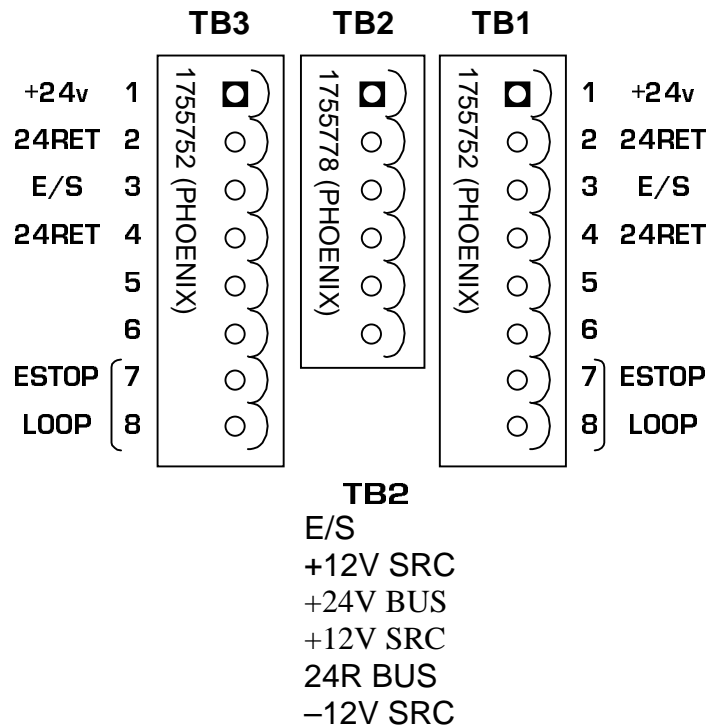 TB3 TB2 TB1
+24v 1 1 +24v
24RET 2 2 24RET
E/S 3 3 E/S
24RET 4 4 24RET
5 5
6 6
ESTOP 7 7 ESTOP
LOOP 8 8 LOOP
1755752 (PHOENIX)
1755778 (PHOENIX)
1755752 (PHOENIX)
TB2
E/S
+12V SRC
+24V BUS
+12V SRC
24R BUS
–12V SRC